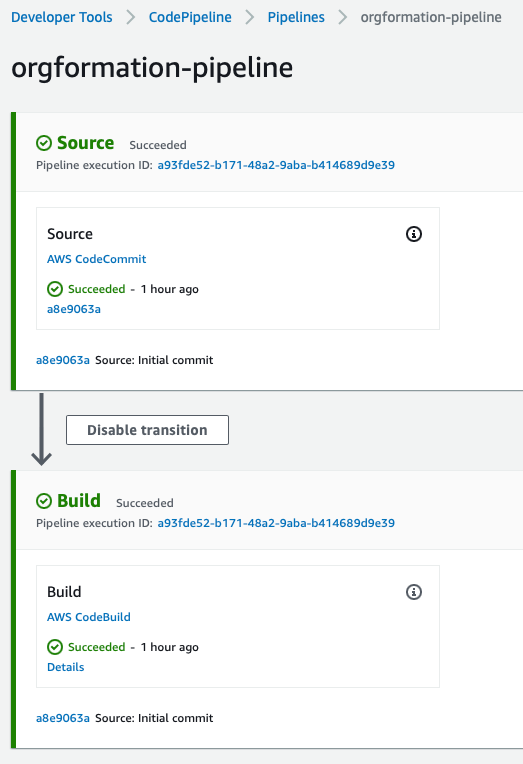 Developer Tools > CodePipeline > Pipelines > orgformation-pipeline
orgformation-pipeline
Source Succeeded
Pipeline execution ID: a93fde52-b171-48a2-9aba-b414689d9e39
Source
AWS CodeCommit
Succeeded - 1 hour ago
a8e9063a
a8e9063a Source: Initial commit
Disable transition
Build Succeeded
Pipeline execution ID: a93fde52-b171-48a2-9aba-b414689d9e39
Build
AWS CodeBuild
Succeeded - 1 hour ago
Details
a8e9063a Source: Initial commit